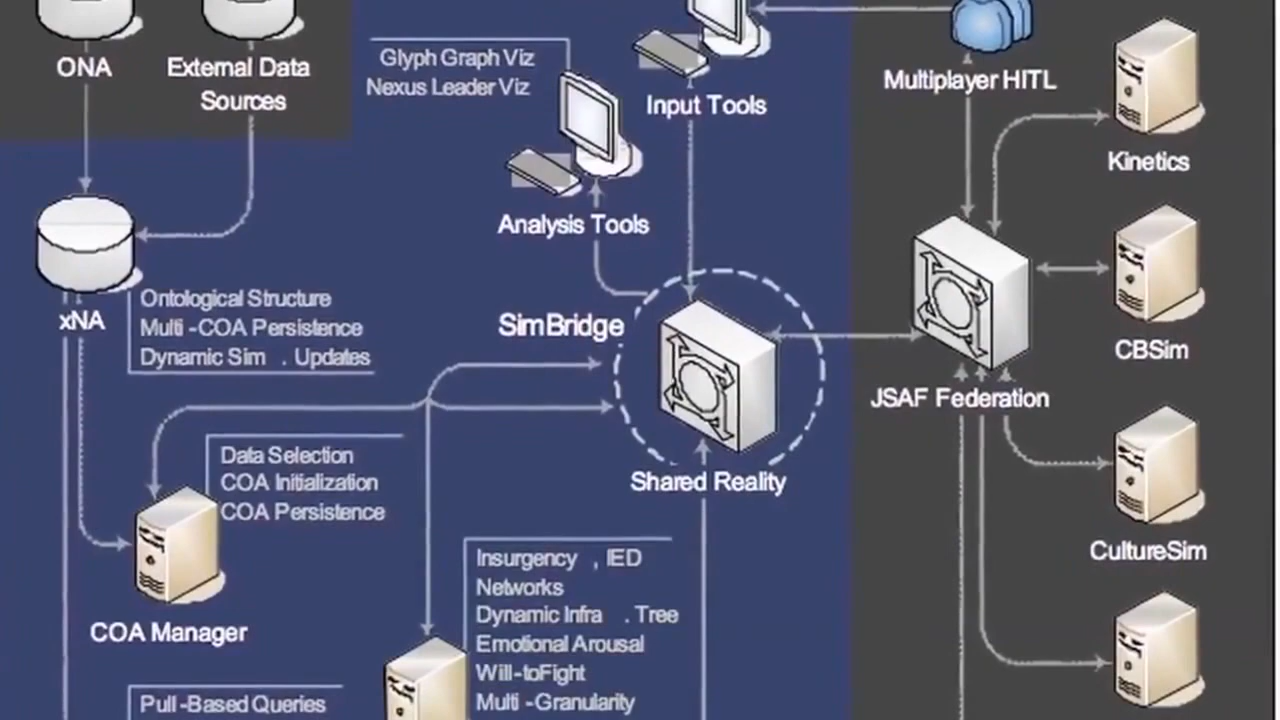 ONA
External Data
Sources
Glyph Graph Viz
Nexus Leader Viz
Input Tools
Multiplayer HITL
Kinetics
Analysis Tools
xNA
Ontological Structure
Multi -COA Persistence
Dynamic Sim . Updates
SimBridge
CBSim
JSAF Federation
Data Selection
COA Initialization
COA Persistence
Shared Reality
CultureSim
COA Manager
Insurgency , IED
Networks
Dynamic Infra . Tree
Emotional Arousal
Will-toFight
Multi -Granularity
Pull -Based Queries